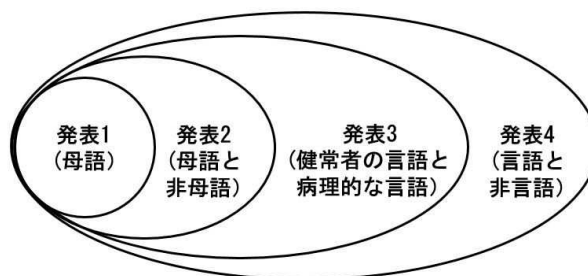 発表1
(母語)
発表2
(母語と
非母語)
発表3
(健常者の言語と
病理的な言語)
発表4
(言語と
非言語)